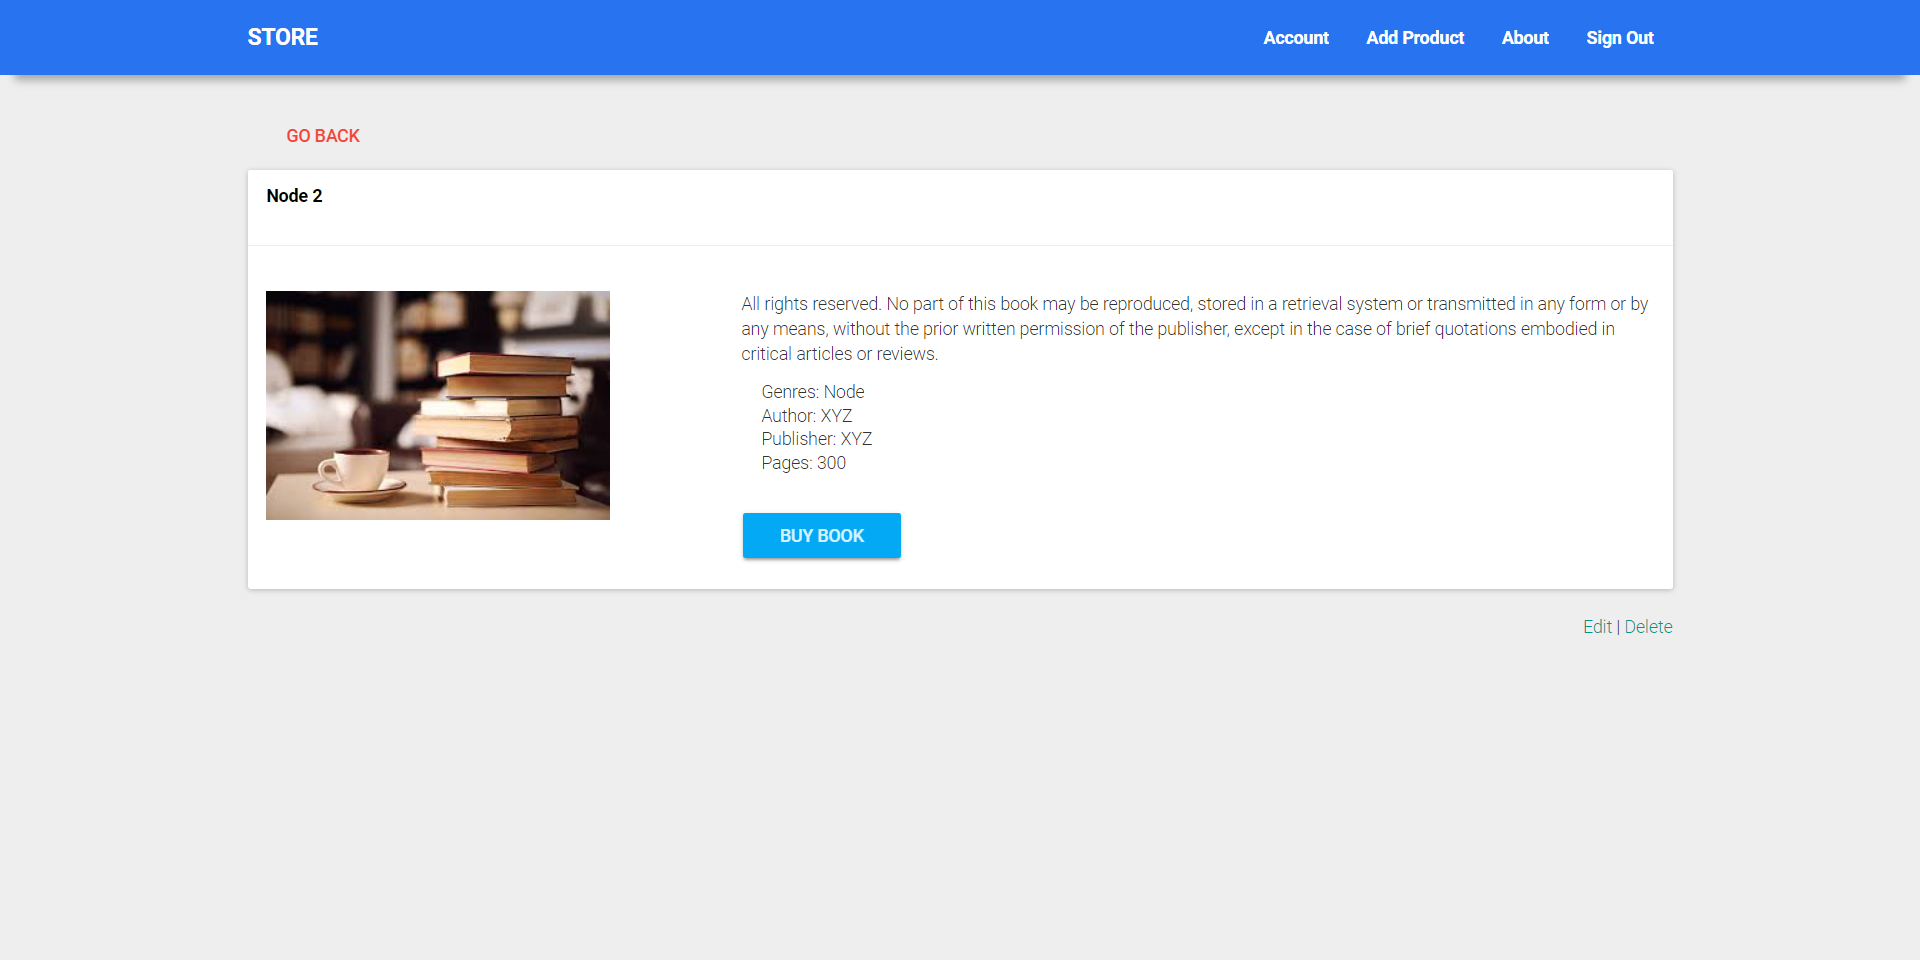 STORE
Account Add Product About Sign Out
GO BACK
Node 2
All rights reserved. No part of this book may be reproduced, stored in a retrieval system or transmitted in any form or by
any means, without the prior written permission of the publisher, except in the case of brief quotations embodied in
critical articles or reviews.
Genres: Node
Author: XYZ
Publisher: XYZ
Pages: 300
BUY BOOK
Edit | Delete